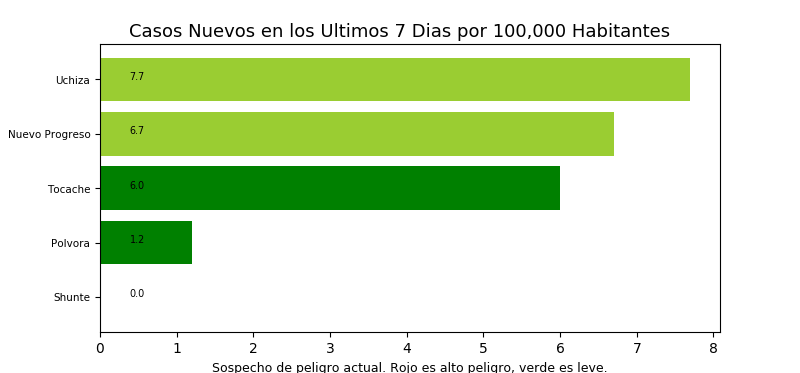 Casos Nuevos en los Ultimos 7 Dias por 100,000 Habitantes
Uchiza 7.7
Nuevo Progreso 6.7
Tocache 6.0
Polvora 1.2
Shunte 0.0
0 1 2 3 4 5 6 7 8
Sospecho de peligro actual. Rojo es alto peligro, verde es leve.